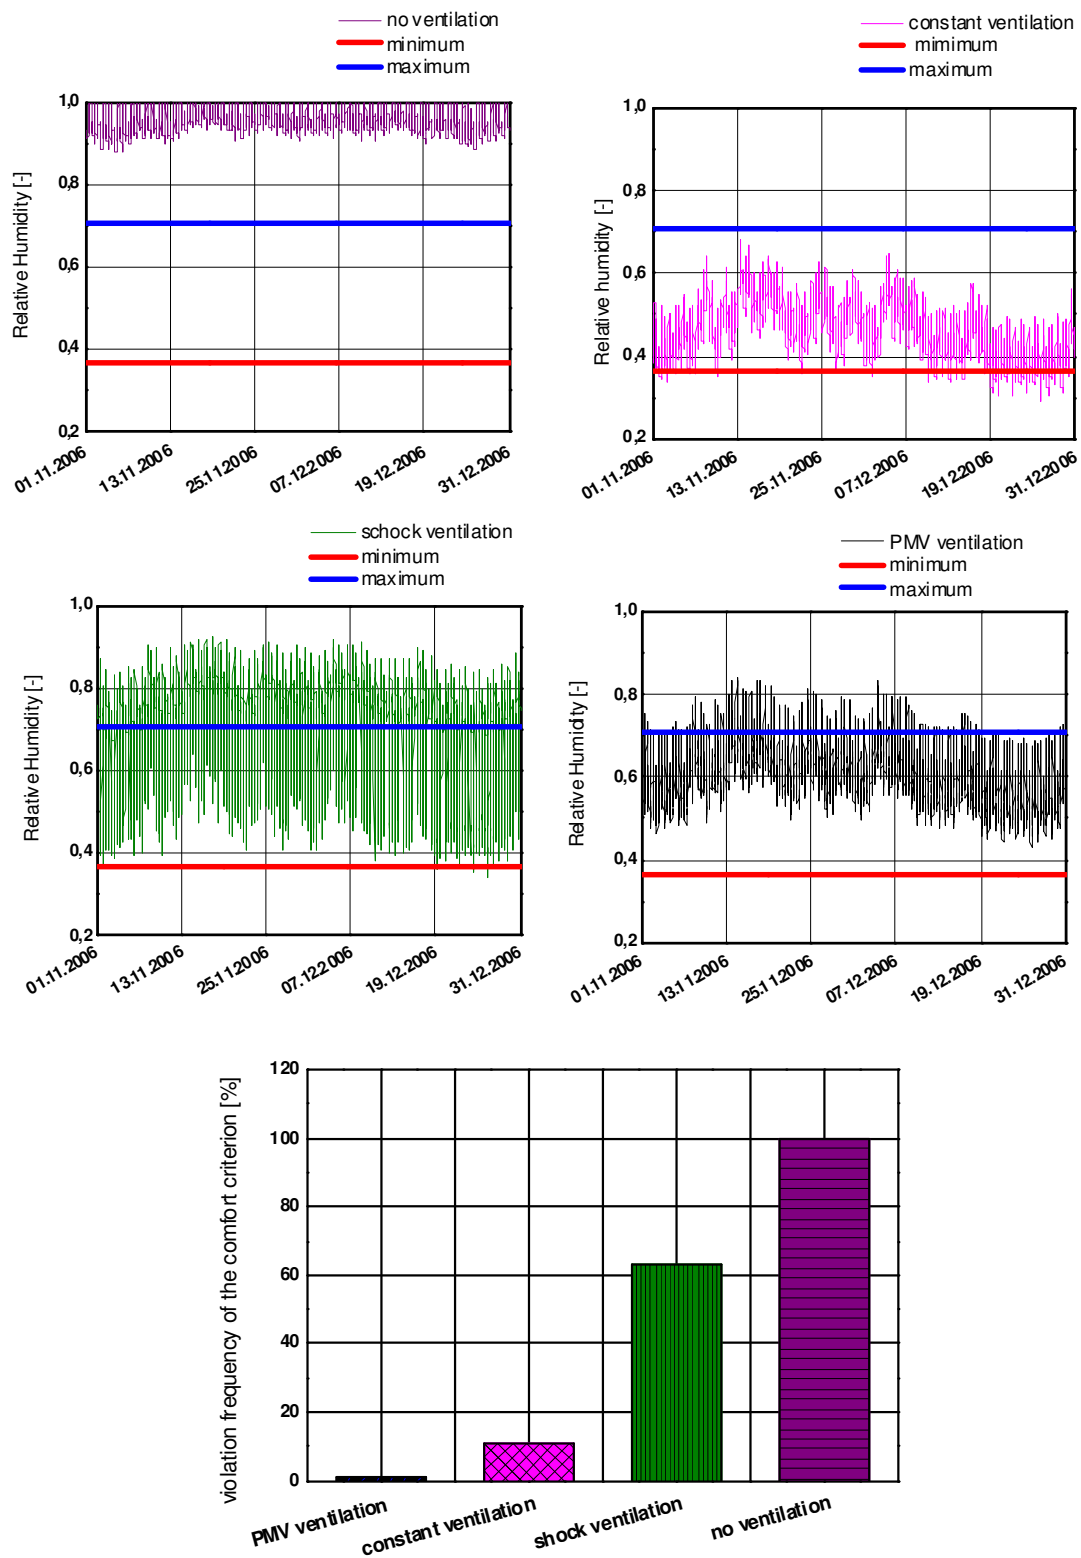 no ventilation
minimum
maximum
1,0
0,8
0,6
0,4
0,2
Relative Humidity [-]
01.11.2006
13.11.2006
25.11.2006
07.12.2006
19.12.2006
31.12.2006
constant ventilation
mimimum
maximum
1,0
0,8
0,6
0,4
0,2
Relative humidity [-]
01.11.2006
13.11.2006
25.11.2006
07.12.2006
19.12.2006
31.12.2006
schock ventilation
minimum
maximum
1,0
0,8
0,6
0,4
0,2
Relative Humidity [-]
01.11.2006
13.11.2006
25.11.2006
07.12.2006
19.12.2006
31.12.2006
PMV ventilation
minimum
maximum
1,0
0,8
0,6
0,4
0,2
Relative Humidity [-]
01.11.2006
13.11.2006
25.11.2006
07.12.2006
19.12.2006
31.12.2006
violation frequency of the comfort criterion [%]
120
100
80
60
40
20
0
PMV ventilation
constant ventilation
shock ventilation
no ventilation